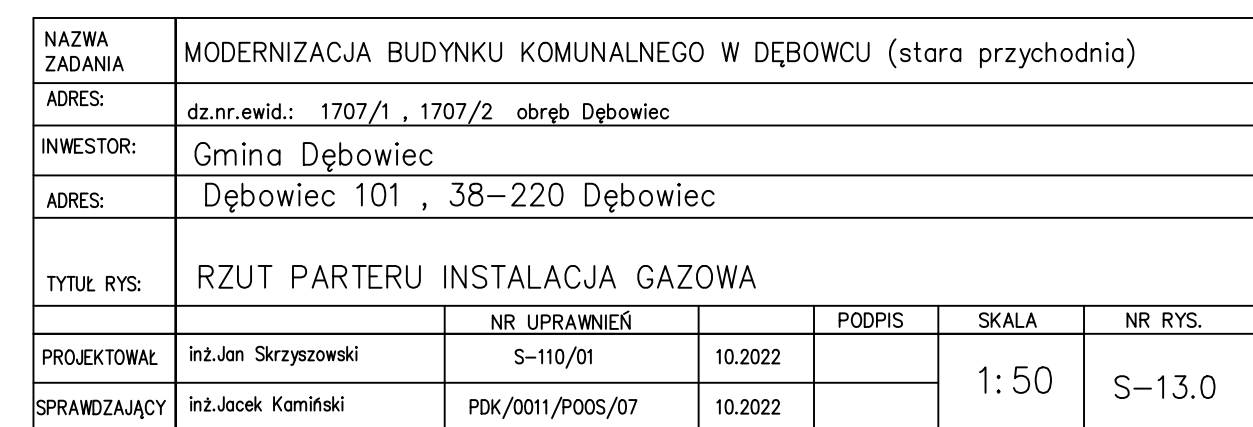 NAZWA
ZADANIA
MODERNIZACJA BUDYNKU KOMUNALNEGO W DĘBOWCU (stara przychodnia)
ADRES:
dz.nr.ewid.: 1707/1 , 1707/2 obręb Dębowiec
INWESTOR:
Gmina Dębowiec
ADRES:
Dębowiec 101 , 38-220 Dębowiec
TYTUŁ RYS:
RZUT PARTERU INSTALACJA GAZOWA
NR UPRAWNIEŃ PODPIS SKALA NR RYS.
PROJEKTOWAŁ inż.Jan Skrzyszowski S-110/01 10.2022
1:50 S-13.0
SPRAWDZAJĄCY inż.Jacek Kamiński PDK/0011/POOS/07 10.2022